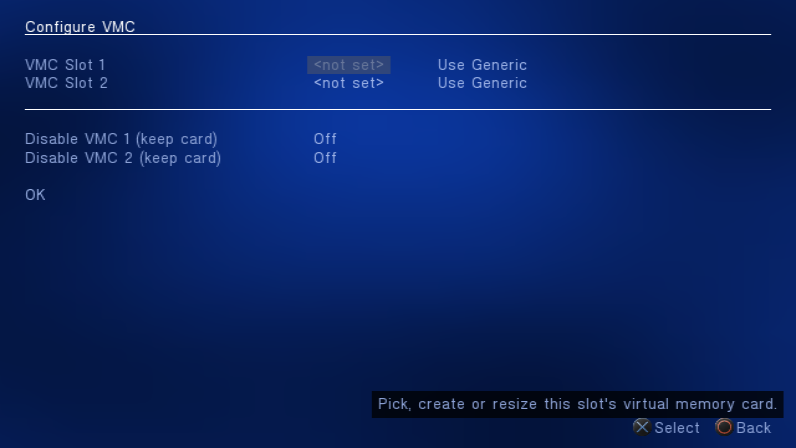 Configure VMC
VMC Slot 1 <not set> Use Generic
VMC Slot 2 <not set> Use Generic
Disable VMC 1 (keep card) Off
Disable VMC 2 (keep card) Off
OK
Pick, create or resize this slot's virtual memory card.
Select Back